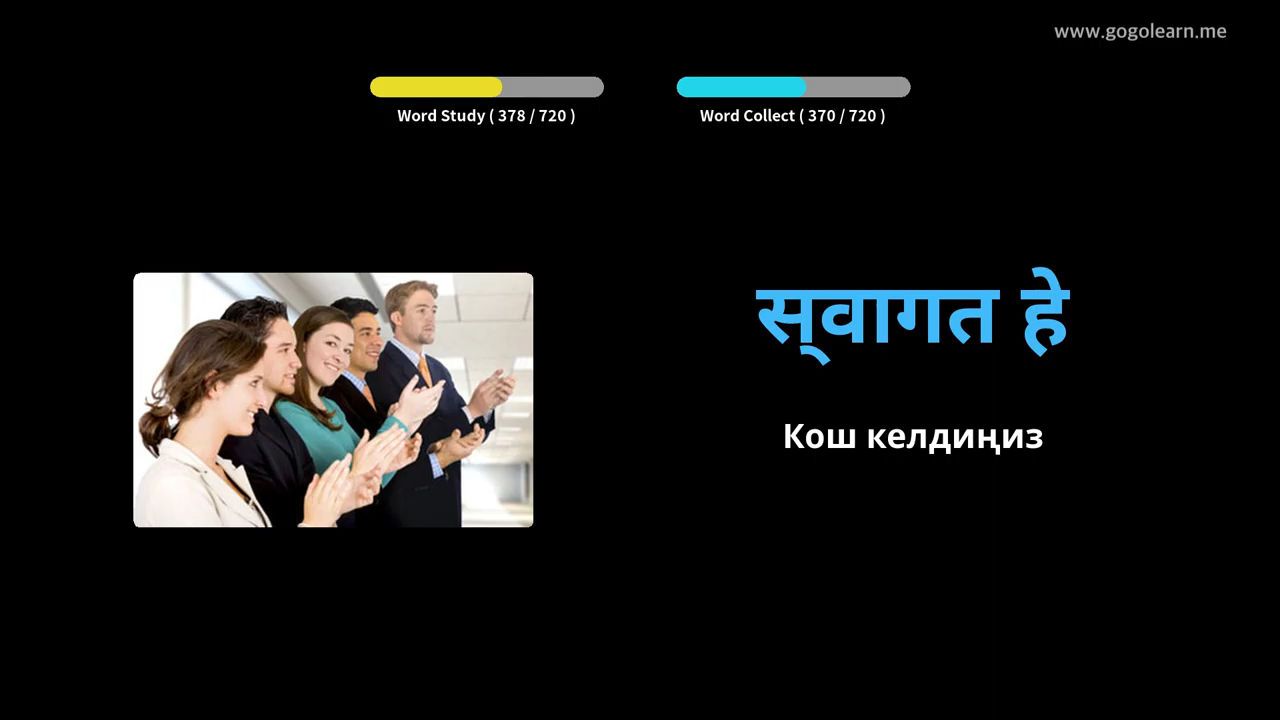 www.gogolearn.me
Word Study ( 378 / 720 )
Word Collect ( 370 / 720 )
स्‌वागत हे
Кош келдиңиз